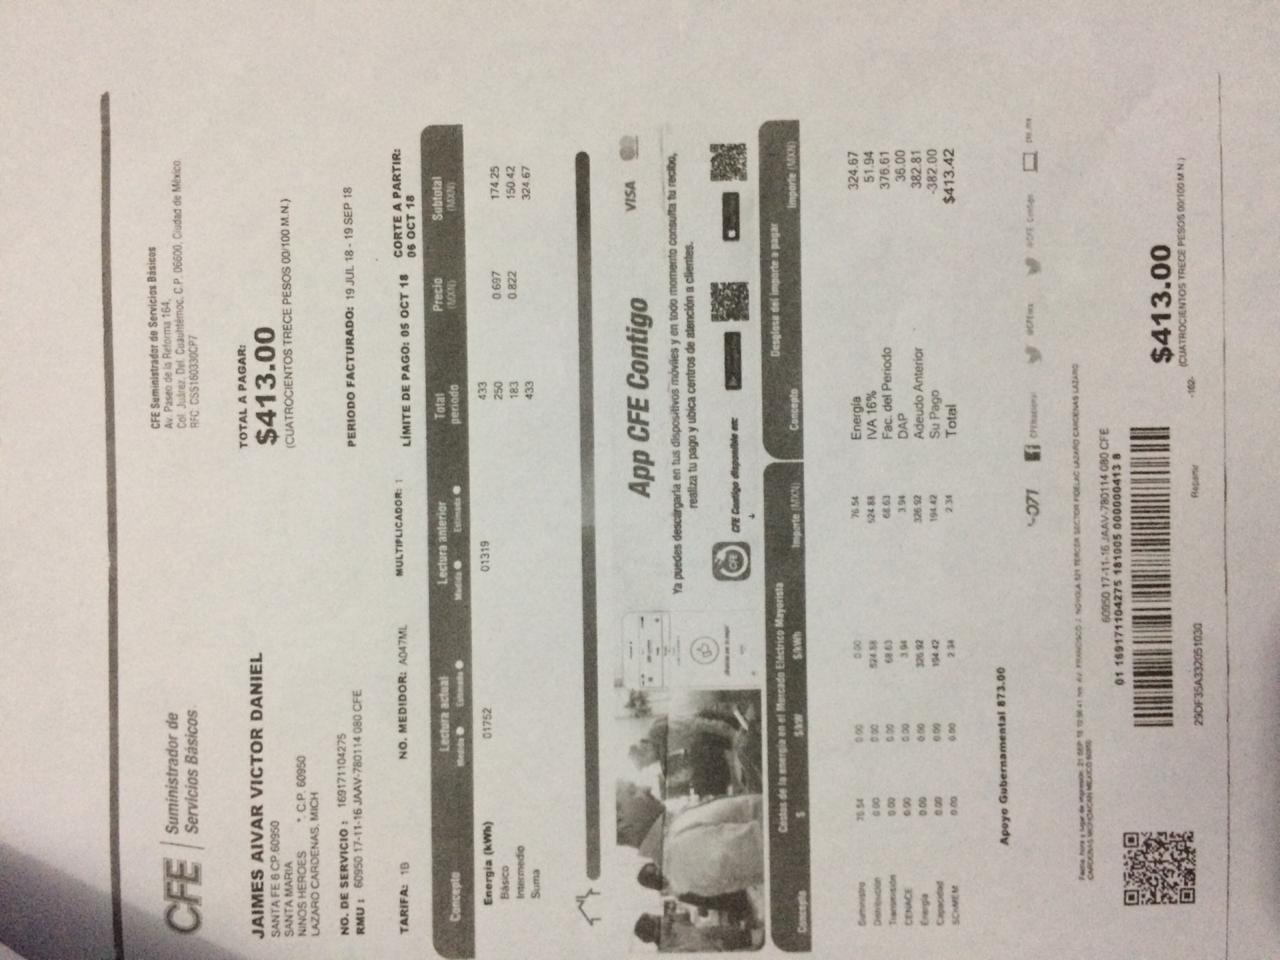 CFE
Suministrador de
Servicios Básicos
CFE Suministrador de Servicios Básicos
Av. Paseo de la Reforma 164,
Col. Juárez, Del. Cuauhtémoc, C.P. 06600, Ciudad de México.
RFC: CSS160330CP7
JAIMES AIVAR VICTOR DANIEL
SANTA FE 6 CP.60950
SANTA MARIA
NINOS HEROES *. C.P. 60950
LAZARO CARDENAS, MICH
TOTAL A PAGAR:
$413.00
(CUATROCIENTOS TRECE PESOS 00/100 M.N.)
NO. DE SERVICIO : 169171104275
RMU : 60950 17-11-16 JAAV-780114 080 CFE
PERIODO FACTURADO: 19 JUL 18 - 19 SEP 18
TARIFA: 1B NO. MEDIDOR: A047ML MULTIPLICADOR: 1
LÍMITE DE PAGO: 05 OCT 18
CORTE A PARTIR:
06 OCT 18
Concepto Lectura actual Lectura anterior Total periodo Precio (MXN) Subtotal (MXN)
Medida Estimada Medida Estimada
Energía (kWh) 01752 01319 433
Básico 250 0.697 174.25
Intermedio 183 0.822 150.42
Suma 433 324.67
App CFE Contigo
VISA
Ya puedes descargarla en tus dispositivos móviles y en todo momento consulta tu recibo,
realiza tu pago y ubica centros de atención a clientes.
CFE
CFE Contigo disponible en:
Costos de la energía en el Mercado Eléctrico Mayorista
Concepto $ $/kW $/kWh Importe (MXN)
Suministro 76.54 0.00 0.00 76.54
Distribución 0.00 0.00 524.88 524.88
Transmisión 0.00 0.00 68.63 68.63
CENACE 0.00 0.00 3.94 3.94
Energía 0.00 0.00 326.92 326.92
Capacidad 0.00 0.00 194.42 194.42
SCnMEM 0.00 0.00 2.34 2.34
Desglose del importe a pagar
Concepto Importe (MXN)
Energía 324.67
IVA 16% 51.94
Fac. del Periodo 376.61
DAP 36.00
Adeudo Anterior 382.81
Su Pago -382.00
Total $413.42
Apoyo Gubernamental 873.00
071 CFENacional @CFEmx @CFE_Contigo cfe.mx
Fecha, hora y lugar de impresión: 21 SEP 18 hrs AV. FRANCISCO J. 521 TERCER SECTOR FIDELAC LAZARO CARDENAS LAZARO
CARDENAS MICHOACAN MEXICO 60950
60950 17-11-16 JAAV-780114 080 CFE
01 169171104275 181005 000000413 8
29DF35A332051030
Repartir
-102-
$413.00
(CUATROCIENTOS TRECE PESOS 00/100 M.N.)